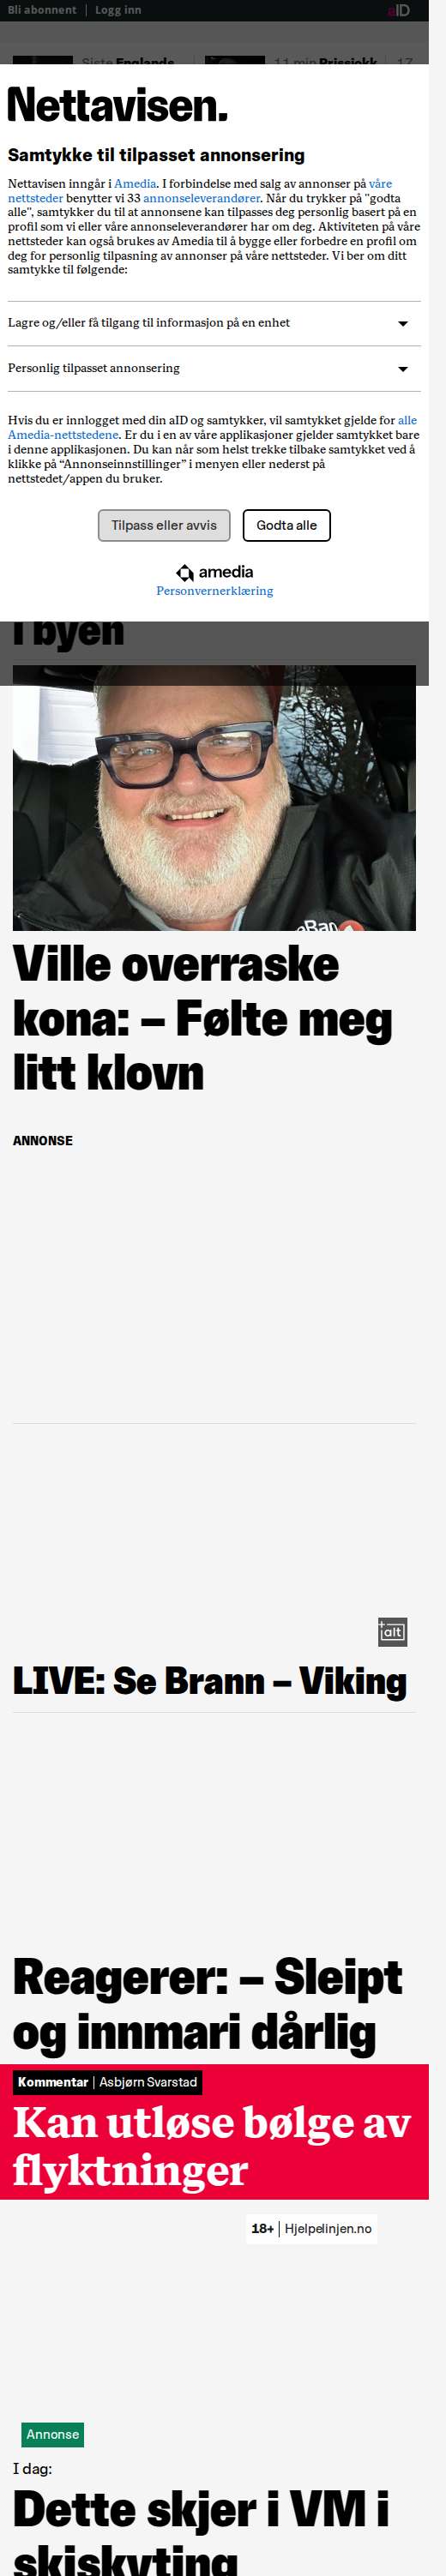 Bli abonnent | Logg inn
aID
Siste Englands
11 min Prissjokk
17
Nettavisen.
Samtykke til tilpasset annonsering
Nettavisen inngår i Amedia. I forbindelse med salg av annonser på våre
nettsteder benytter vi 33 annonseleverandører. Når du trykker på "godta
alle", samtykker du til at annonsene kan tilpasses deg personlig basert på en
profil som vi eller våre annonseleverandører har om deg. Aktiviteten på våre
nettsteder kan også brukes av Amedia til å bygge eller forbedre en profil om
deg for personlig tilpasning av annonser på våre nettsteder. Vi ber om ditt
samtykke til følgende:
Lagre og/eller få tilgang til informasjon på en enhet
Personlig tilpasset annonsering
Hvis du er innlogget med din aID og samtykker, vil samtykket gjelde for alle
Amedia-nettstedene. Er du i en av våre applikasjoner gjelder samtykket bare
i denne applikasjonen. Du kan når som helst trekke tilbake samtykket ved å
klikke på “Annonseinnstillinger” i menyen eller nederst på
nettstedet/appen du bruker.
Tilpass eller avvis
Godta alle
amedia
Personvernerklæring
i byen
Ville overraske
kona: – Følte meg
litt klovn
ANNONSE
+alt
LIVE: Se Brann – Viking
Reagerer: – Sleipt
og innmari dårlig
Kommentar | Asbjørn Svarstad
Kan utløse bølge av
flyktninger
18+ | Hjelpelinjen.no
Annonse
I dag:
Dette skjer i VM i
skiskyting